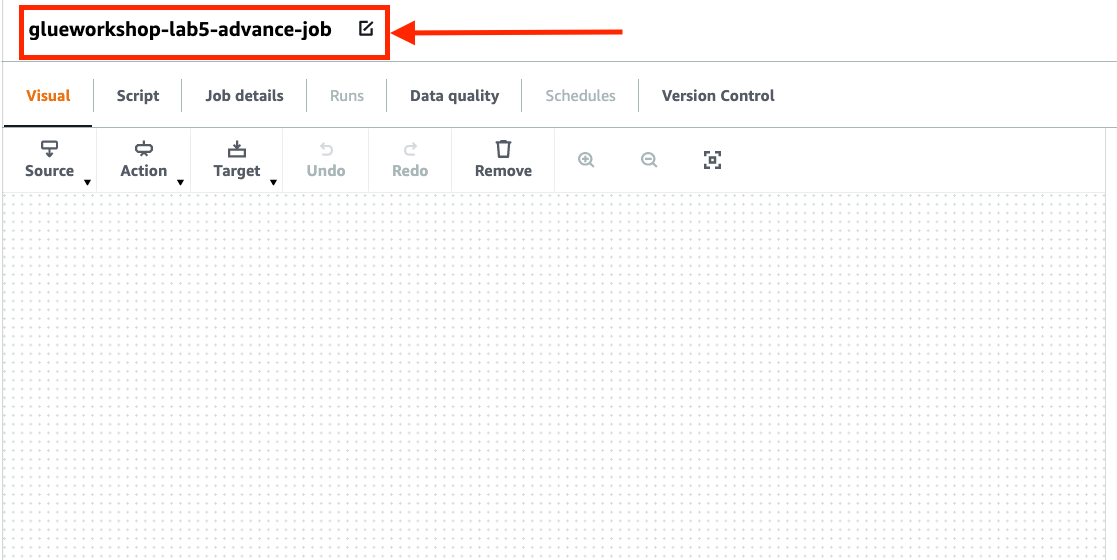 glueworkshop-lab5-advance-job
Visual Script Job details Runs Data quality Schedules Version Control
Source Action Target Undo Redo Remove